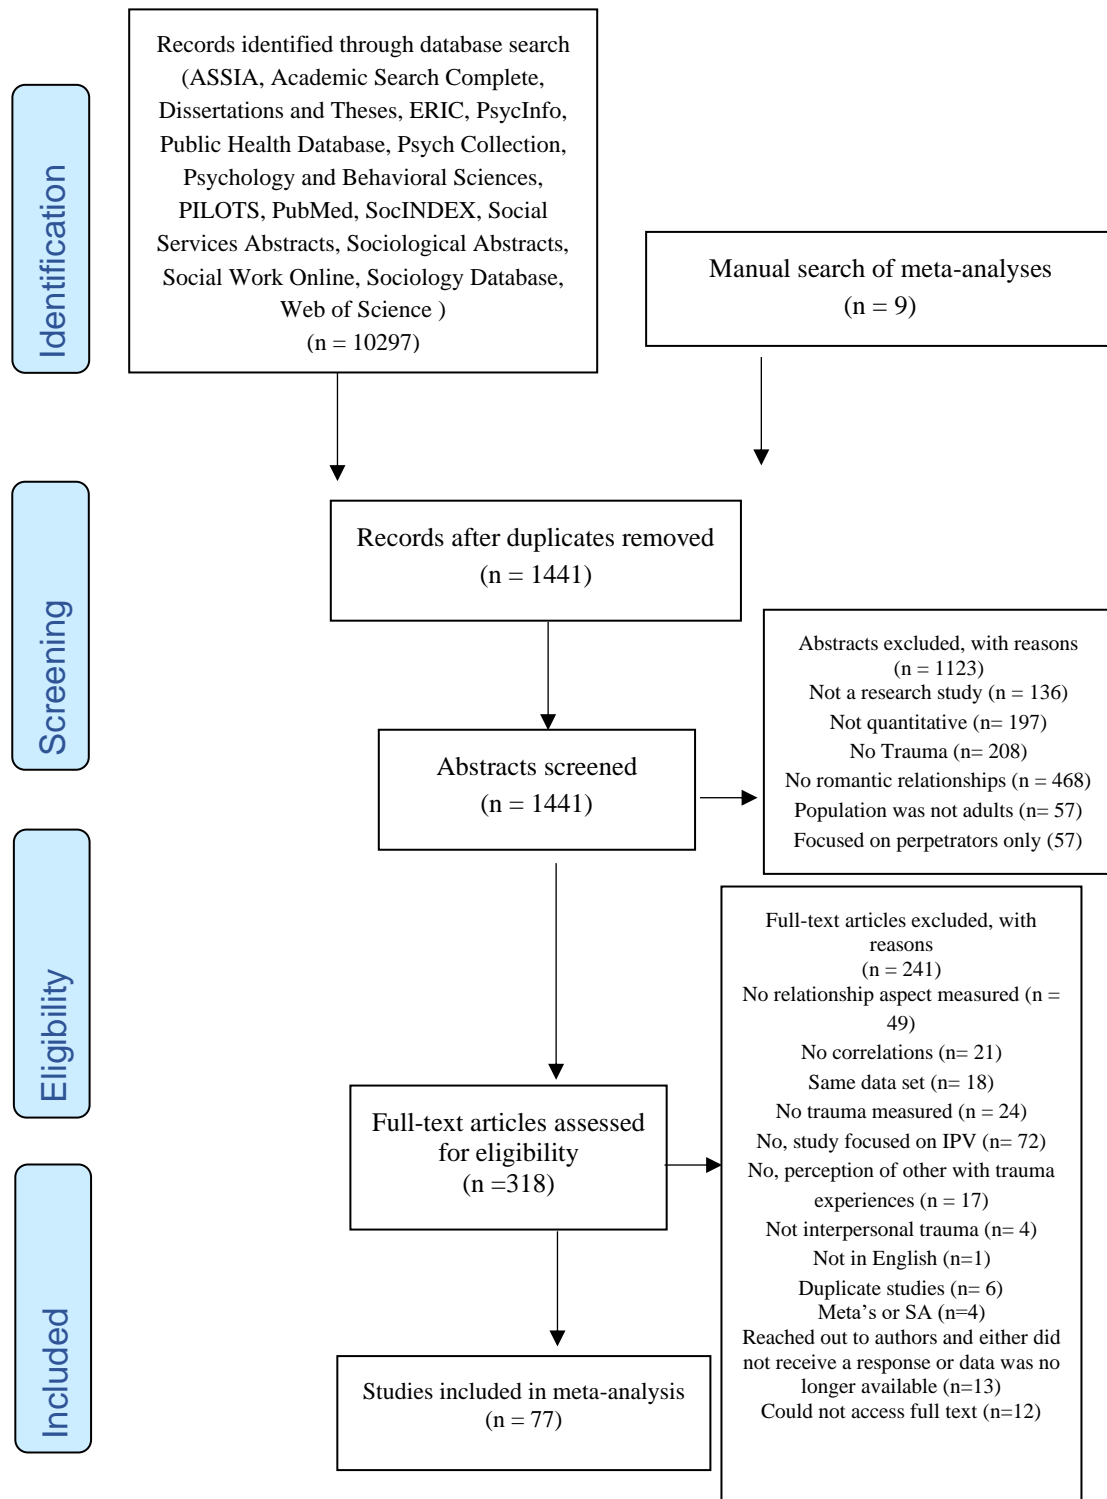 Records identified through database search
(ASSIA, Academic Search Complete,
Dissertations and Theses, ERIC, PsycInfo,
Public Health Database, Psych Collection,
Psychology and Behavioral Sciences,
PILOTS, PubMed, SocINDEX, Social
Services Abstracts, Sociological Abstracts,
Social Work Online, Sociology Database,
Web of Science )
(n = 10297)
Identification
Manual search of meta-analyses
(n = 9)
Screening
Records after duplicates removed
(n = 1441)
Abstracts screened
(n = 1441)
Abstracts excluded, with reasons
(n = 1123)
Not a research study (n = 136)
Not quantitative (n= 197)
No Trauma (n= 208)
No romantic relationships (n = 468)
Population was not adults (n= 57)
Focused on perpetrators only (57)
Eligibility
Full-text articles assessed
for eligibility
(n =318)
Full-text articles excluded, with
reasons
(n = 241)
No relationship aspect measured (n =
49)
No correlations (n= 21)
Same data set (n= 18)
No trauma measured (n = 24)
No, study focused on IPV (n= 72)
No, perception of other with trauma
experiences (n = 17)
Not interpersonal trauma (n= 4)
Not in English (n=1)
Duplicate studies (n= 6)
Meta's or SA (n=4)
Reached out to authors and either did
not receive a response or data was no
longer available (n=13)
Could not access full text (n=12)
Included
Studies included in meta-analysis
(n = 77)